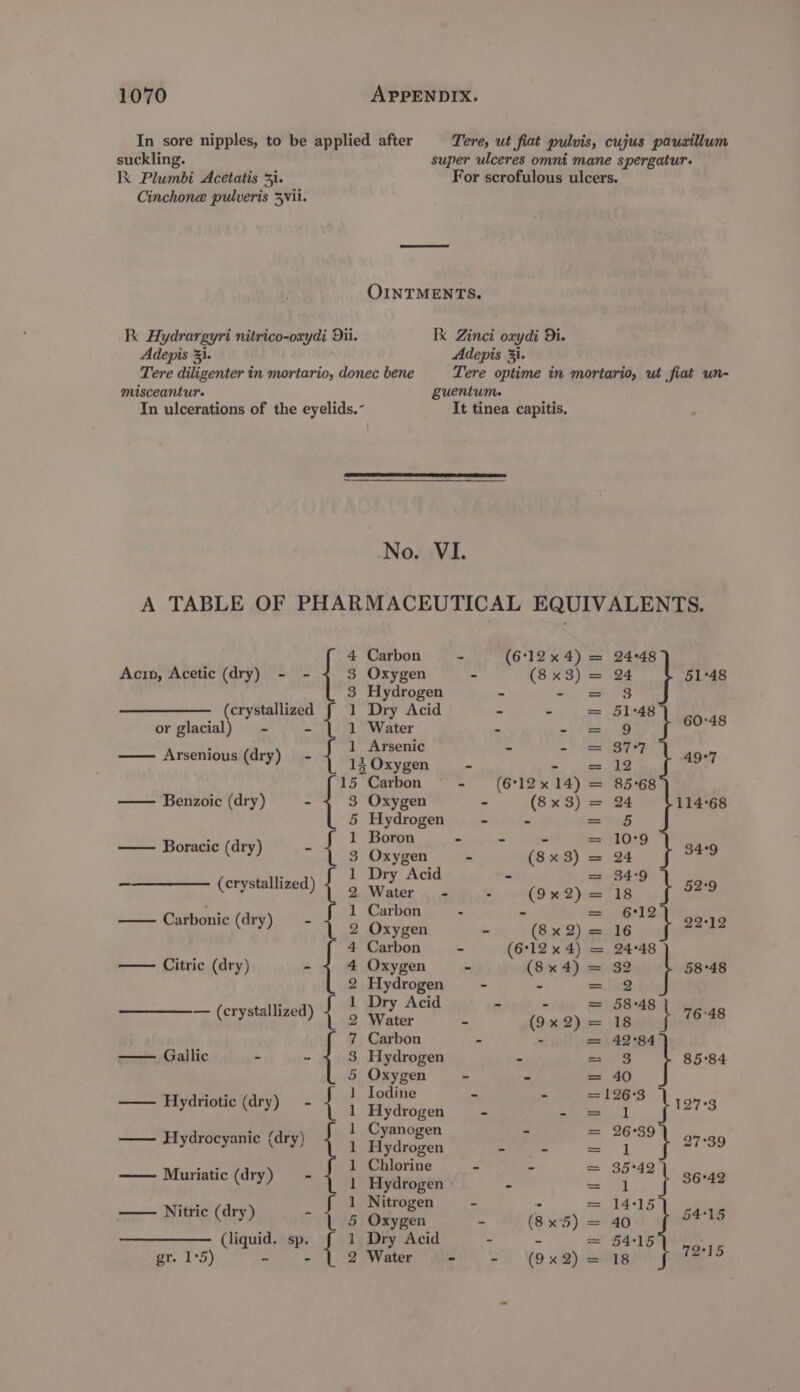 1070 APPENDIX.
In sore nipples, to be applied after
suckling.
℞ Plumbi Acetatis ʒi.
Cinchonæ pulveris ʒvii.
Tere, ut fiat pulvis, cujus pauxillum
super ulceres omni mane spergatur.
For scrofulous ulcers.
OINTMENTS.
℞ Hydrargyri nitrico-oxydi ℈ii.
Adepis ℥i.
Tere diligenter in mortario, donec bene
misceantur.
In ulcerations of the eyelids.
℞ Zinci oxydi ℈i.
Adepis ℥i.
Tere optime in mortario, ut fiat un-
guentum.
It tinea capitis.
No. VI.
A TABLE OF PHARMACEUTICAL EQUIVALENTS.
ACID, Acetic (dry) - - { 4 Carbon - (6·12 x 4) = 24·48
3 Oxygen - (8 x 3) = 24 } 51·48
3 Hydrogen - - = 3
——— (crystallized { 1 Dry Acid - - = 51·48 } 60·48
or glacial) - - { 1 Water - - = 9
—— Arsenious (dry) - { 1 Arsenic - - = 37·7 } 49·7
1½ Oxygen - - = 12
—— Benzoic (dry) - { 15 Carbon - (6·12 x 14) = 85·68
3 Oxygen - (8 x 3) = 24 } 114·68
5 Hydrogen - - = 5
—— Boracic (dry) - { 1 Boron - - - = 10·9 } 34·9
3 Oxygen - (8 x 3) = 24
——— (crystallized) { 1 Dry Acid - = 34·9 } 52·9
2 Water - - (9 x 2) = 18
—— Carbonic (dry) - { 1 Carbon - - = 6·12 } 22·12
2 Oxygen - (8 x 2) = 16
—— Citric (dry) - { 4 Carbon - (6·12 x 4) = 24·48
4 Oxygen - (8 x 4) = 32 } 58·48
2 Hydrogen - - = 2
——— (crystallized) { 1 Dry Acid - - = 58·48 } 76·48
2 Water - (9 x 2) = 18
—— Gallic - - { 7 Carbon - - = 42·84
3 Hydrogen - = 3 } 85·84
5 Oxygen - - = 40
—— Hydriotic (dry) - { 1 Iodine - - = 126·3 } 127·3
1 Hydrogen - - = 1
—— Hydrocyanic (dry) { 1 Cyanogen - = 26·39 } 27·39
1 Hydrogen - - = 1
—— Muriatic (dry) - { 1 Chlorine - - = 35·42 } 36·42
1 Hydrogen - = 1
—— Nitric (dry) - { 1 Nitrogen - - = 14·15 } 54·15
5 Oxygen - (8 x 5) = 40
——— (liquid. sp. { 1 Dry Acid - - = 54·15 } 72·15
gr. 1·5) - - { 2 Water - - (9 x 2) = 18